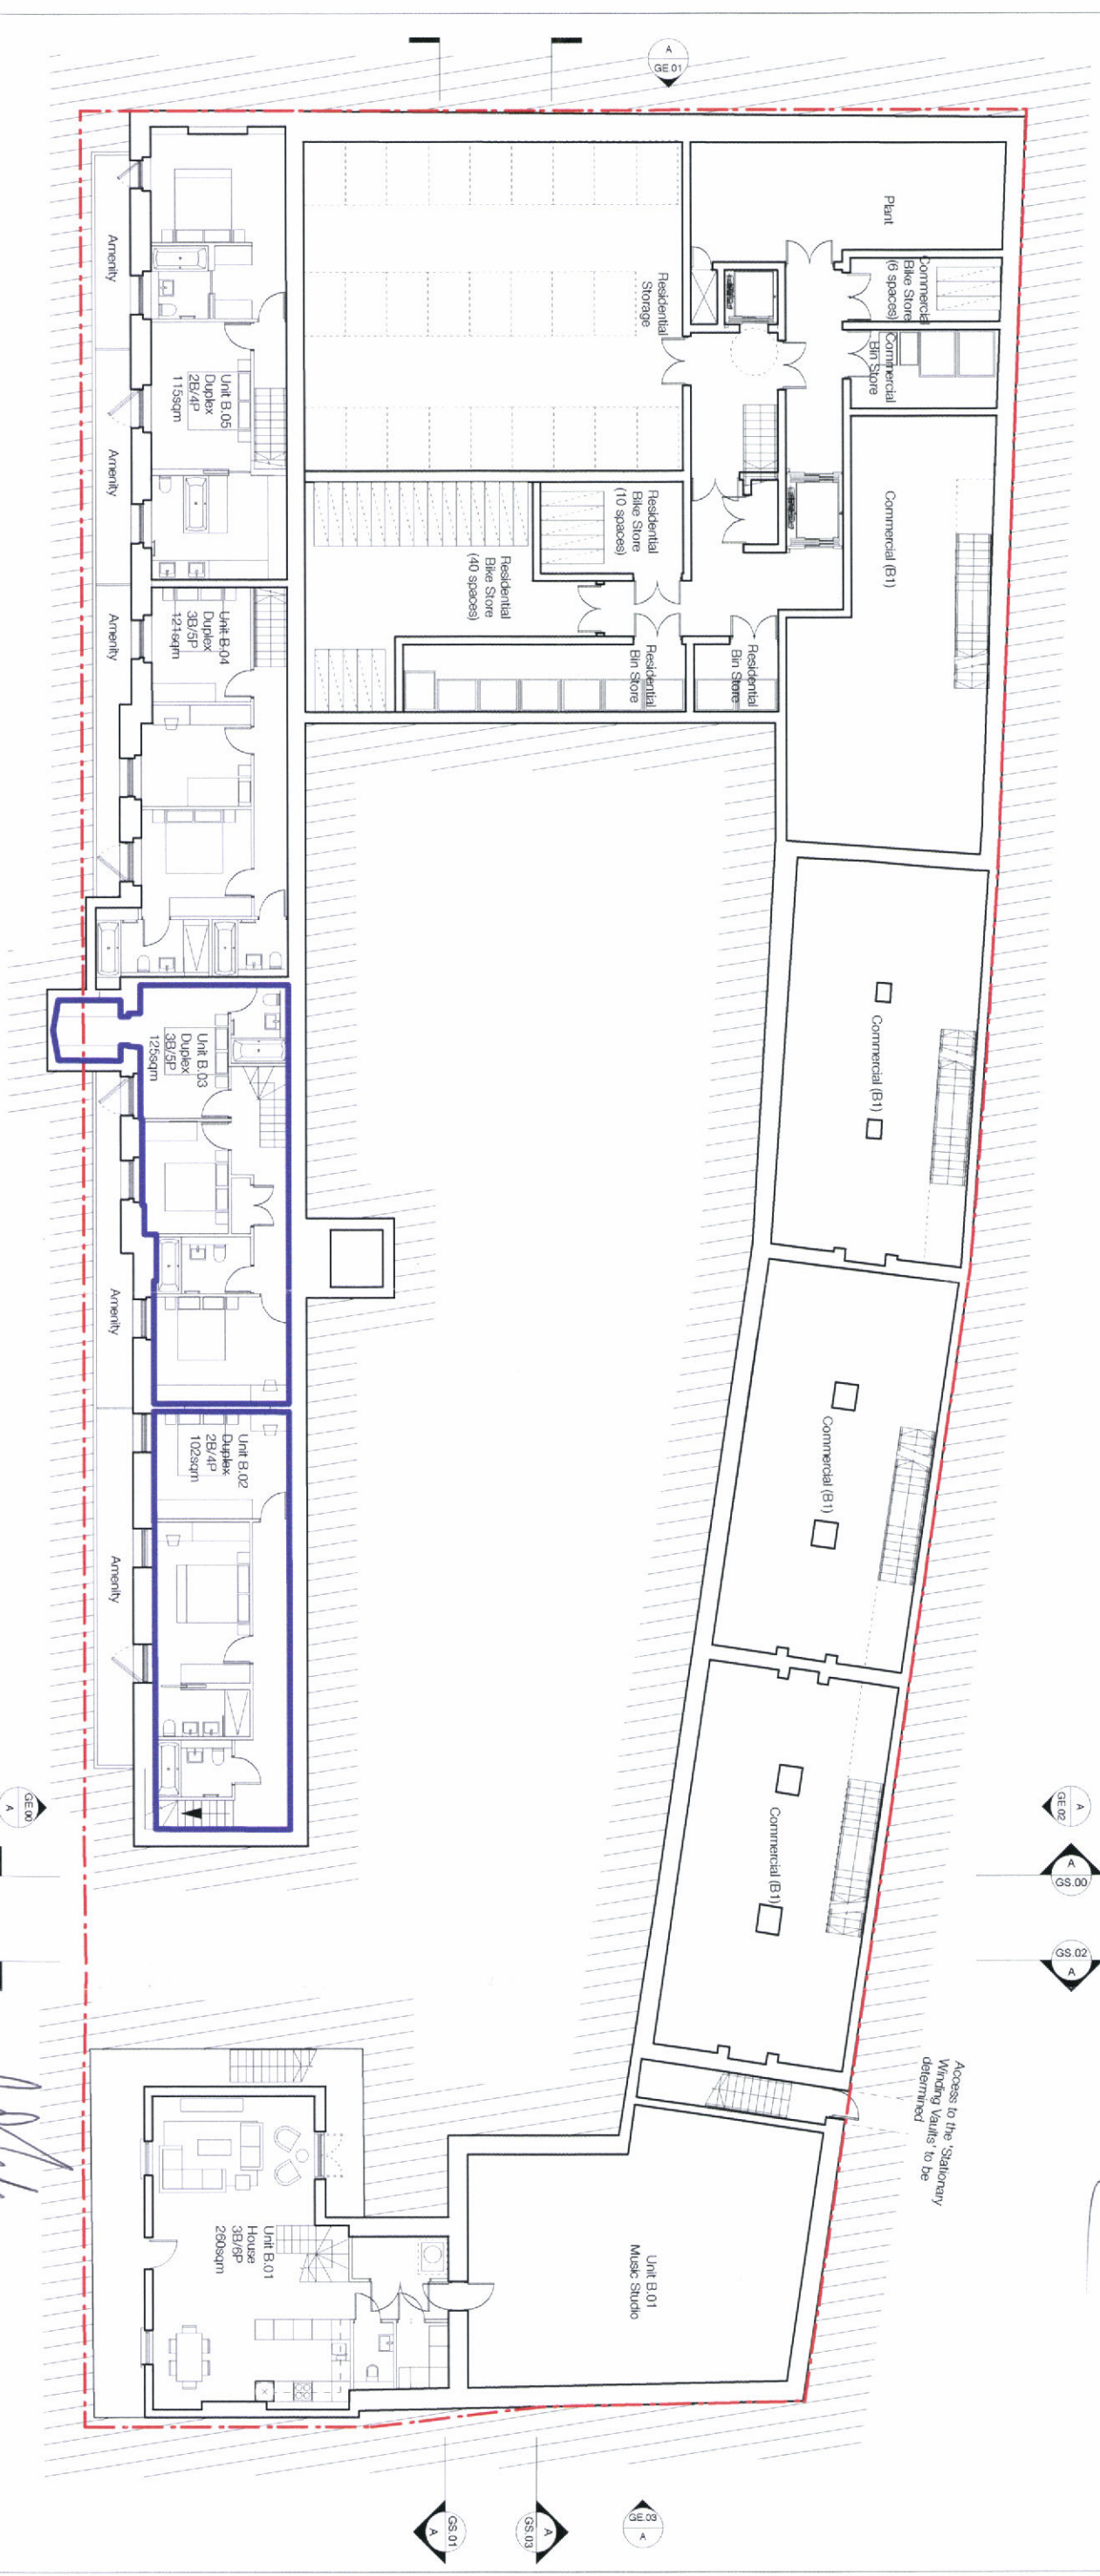 A
GE.01
Plant
Commercial
Bike Store
(6 spaces)
Commercial
Bin Store
Residential
Storage
Amenity
Unit B.05
Duplex
2B/4P
115sqm
Amenity
Commercial (B1)
Residential
Bike Store
(10 spaces)
Residential
Bike Store
(40 spaces)
Residential
Bin Store
Residential
Bin Store
Amenity
Unit B.04
Duplex
3B/5P
121sqm
Commercial (B1)
Unit B.03
Duplex
3B/5P
125sqm
Amenity
Commercial (B1)
Unit B.02
Duplex
2B/4P
102sqm
Amenity
Commercial (B1)
GE.00
A
A
GE.02
A
GS.00
GS.02
A
Access to the 'Stationary
Winding Vaults' to be
determined
Unit B.01
House
3B/6P
260sqm
Unit B.01
Music Studio
GS.01
A
GS.03
A
GE.03
A